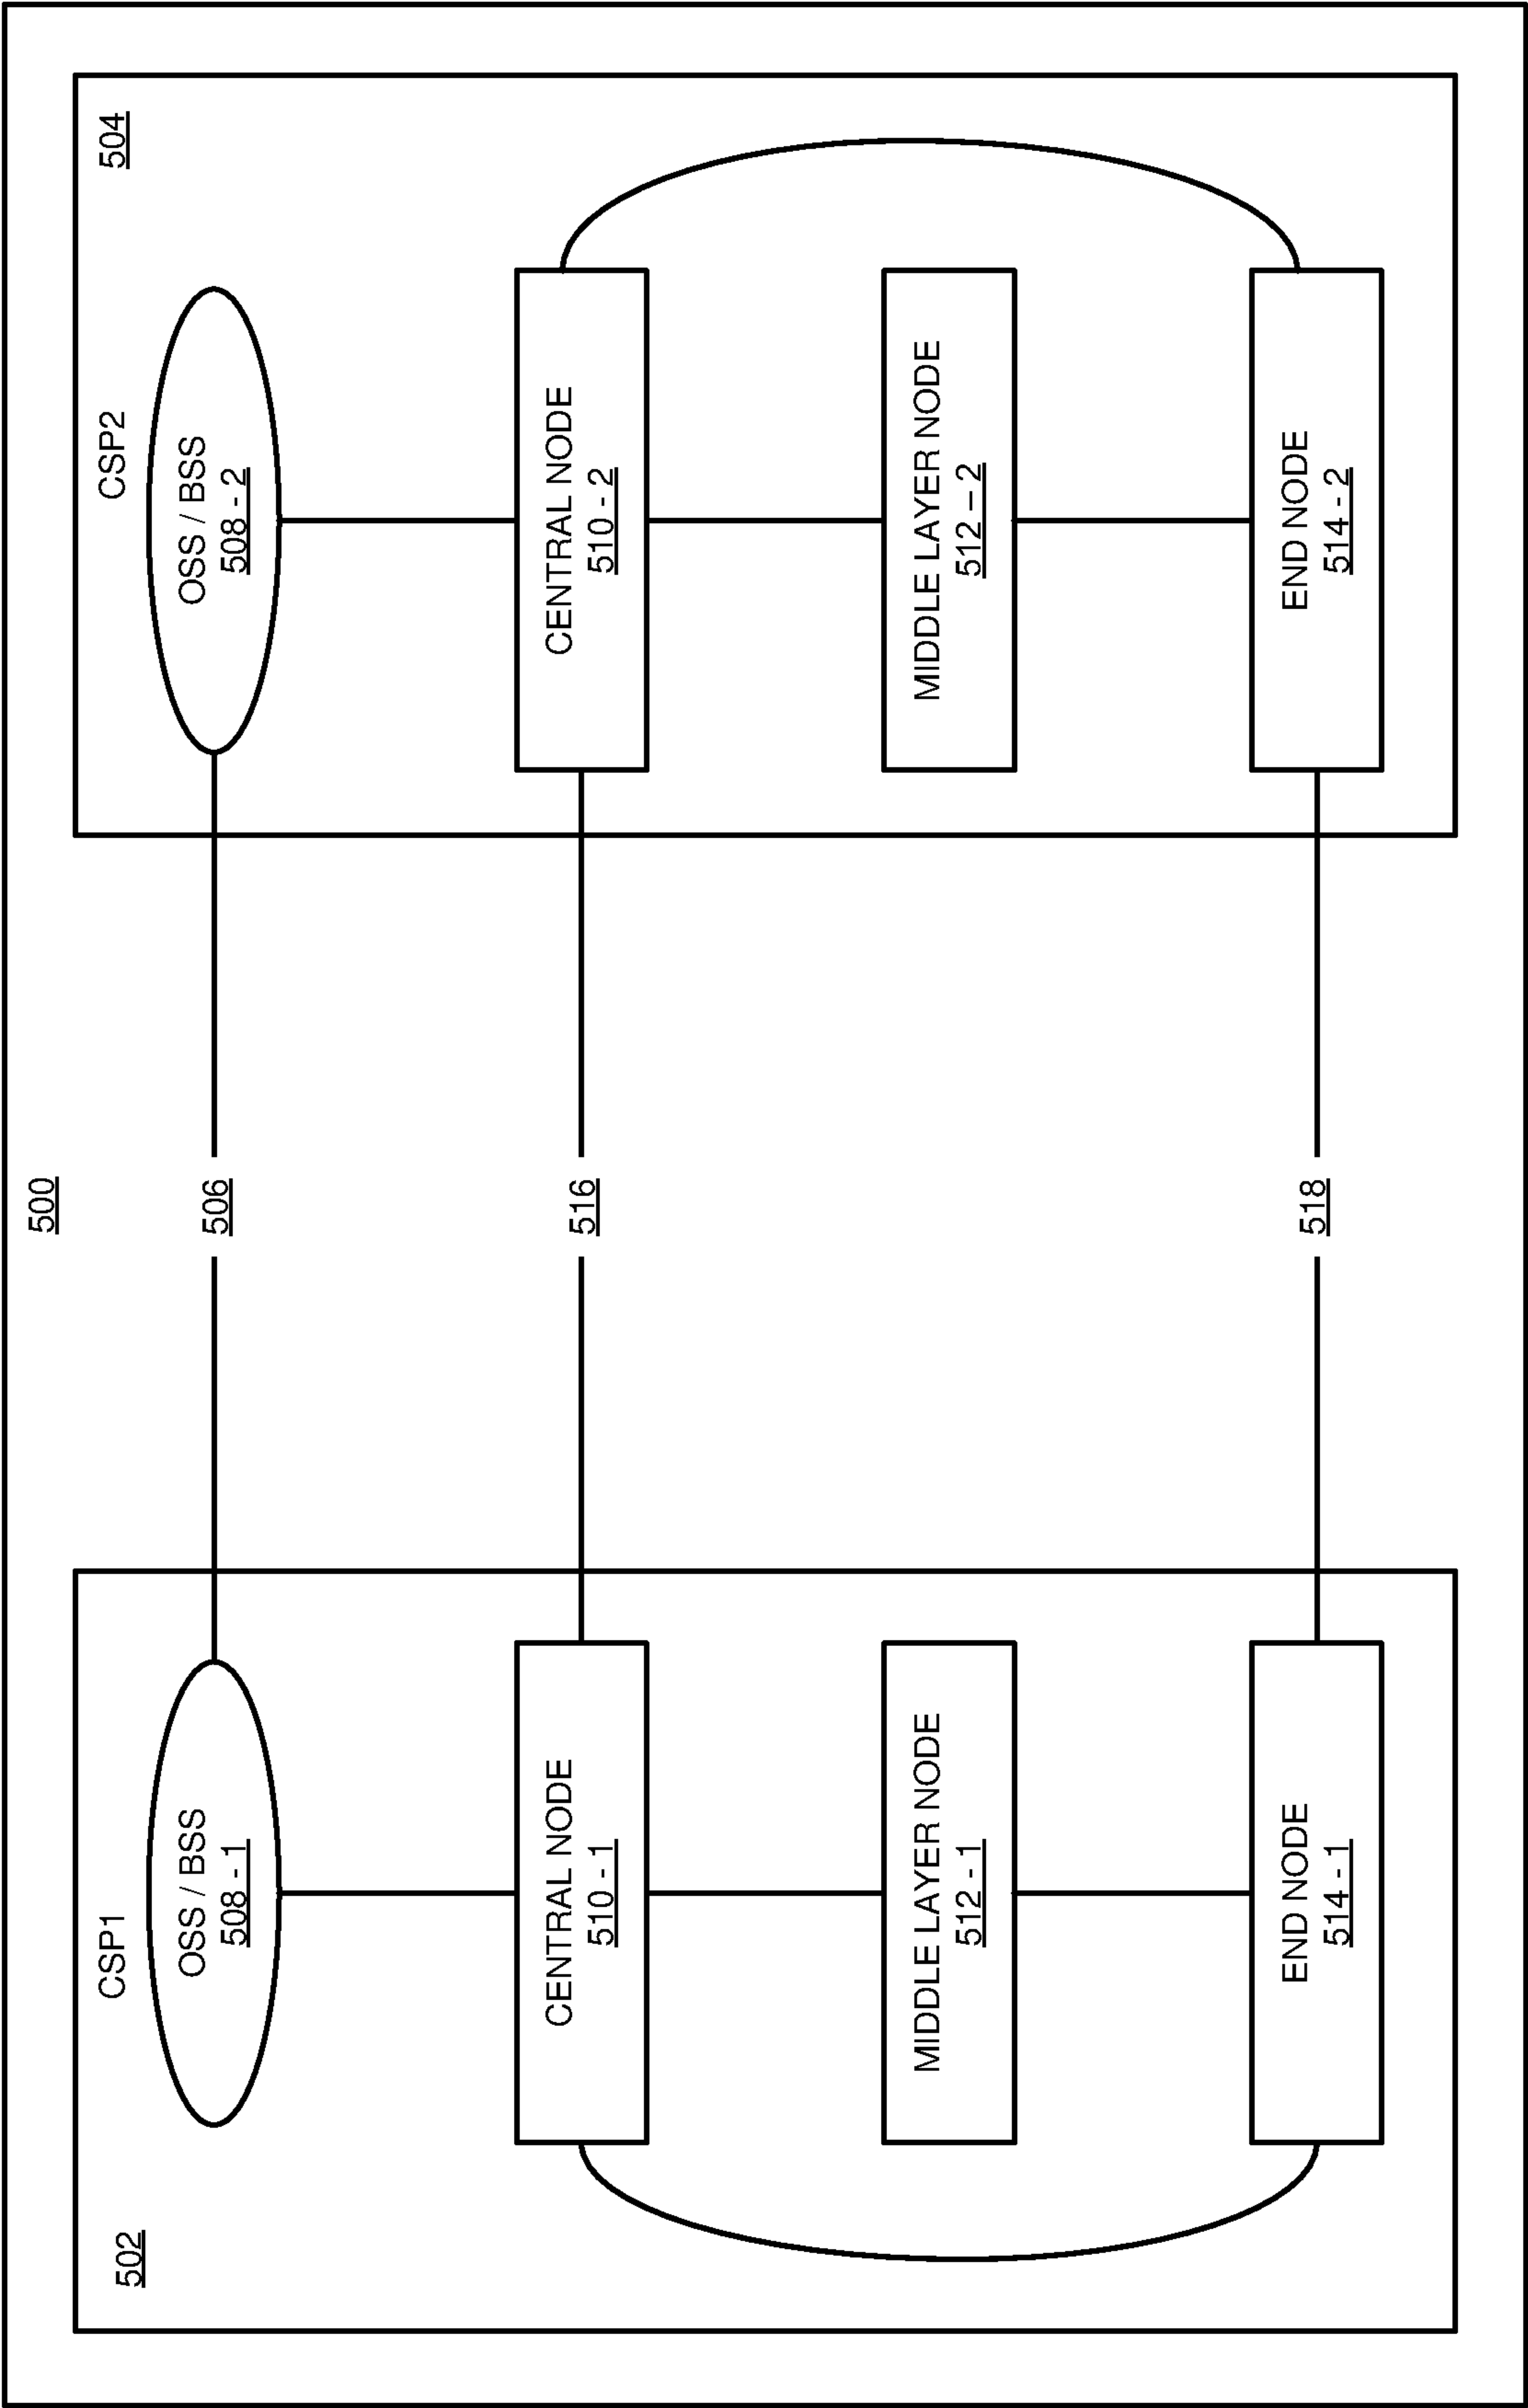 500
502
CSP1
OSS / BSS
508 - 1
CENTRAL NODE
510 - 1
MIDDLE LAYER NODE
512 - 1
END NODE
514 - 1
506
516
518
504
CSP2
OSS / BSS
508 - 2
CENTRAL NODE
510 - 2
MIDDLE LAYER NODE
512 – 2
END NODE
514 - 2